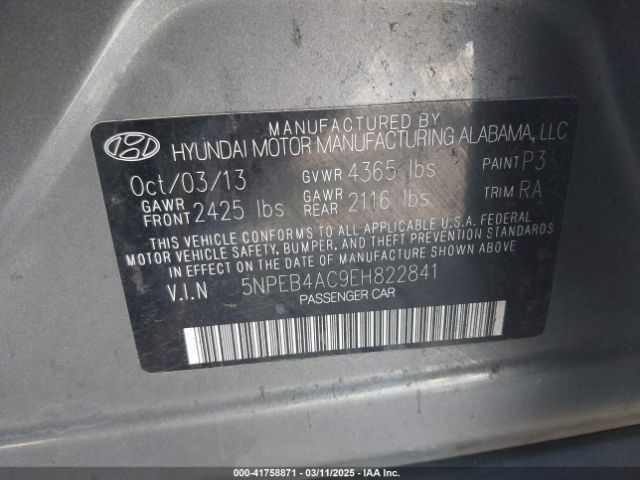 MANUFACTURED BY
HYUNDAI MOTOR MANUFACTURING ALABAMA, LLC
Oct/03/13 GVWR 4365 lbs PAINT P3
GAWR FRONT 2425 lbs GAWR REAR 2116 lbs TRIM RA
THIS VEHICLE CONFORMS TO ALL APPLICABLE U.S.A. FEDERAL
MOTOR VEHICLE SAFETY, BUMPER, AND THEFT PREVENTION STANDARDS
IN EFFECT ON THE DATE OF MANUFACTURE SHOWN ABOVE.
V.I.N 5NPEB4AC9EH822841
PASSENGER CAR
000-41758871 | 03/11/2025 - IAA Inc.